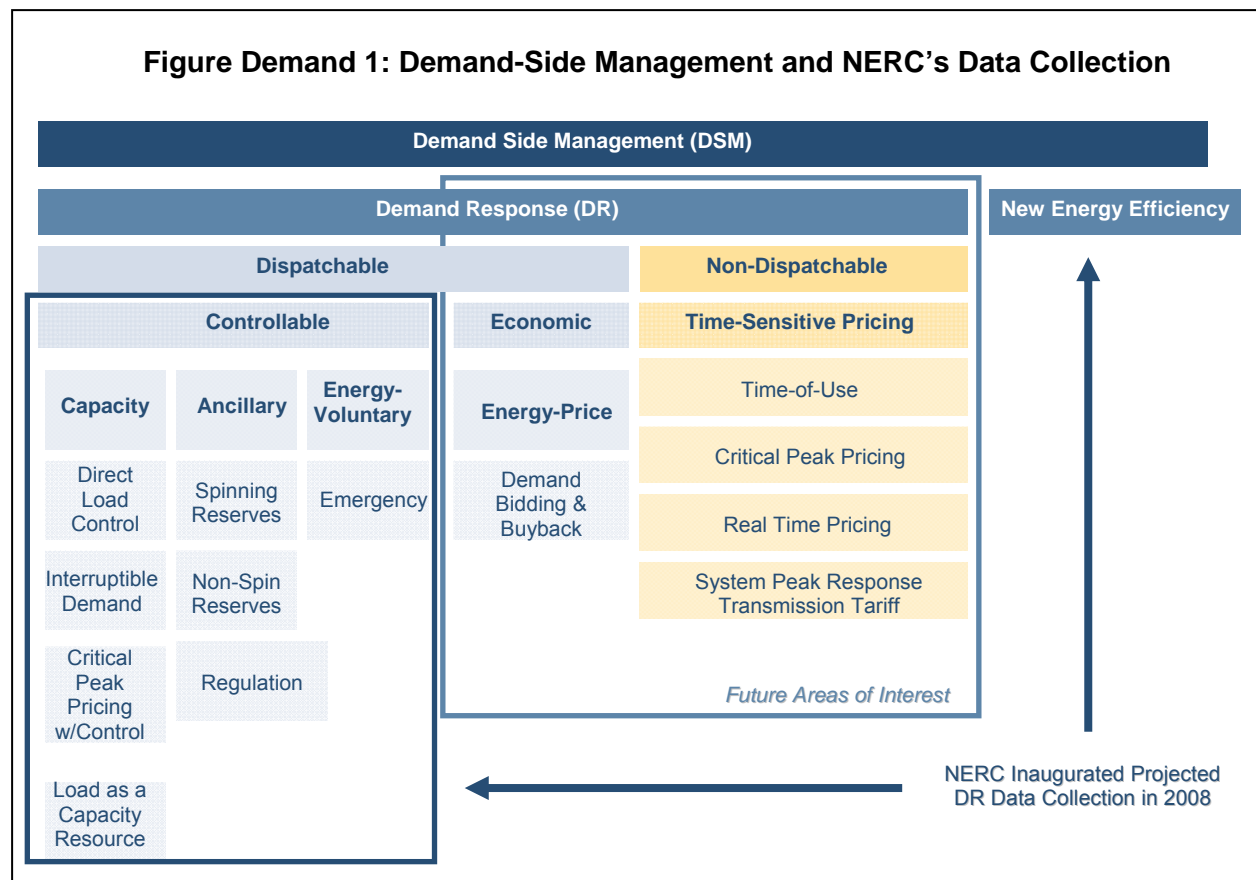 Figure Demand 1: Demand-Side Management and NERC's Data Collection
Demand Side Management (DSM)
Demand Response (DR)
New Energy Efficiency
Dispatchable
Non-Dispatchable
Controllable
Economic
Time-Sensitive Pricing
Capacity
Ancillary
Energy-
Voluntary
Energy-Price
Time-of-Use
Critical Peak Pricing
Direct
Load
Control
Spinning
Reserves
Emergency
Demand
Bidding &
Buyback
Real Time Pricing
Interruptible
Demand
Non-Spin
Reserves
System Peak Response
Transmission Tariff
Critical
Peak
Pricing
w/Control
Regulation
Future Areas of Interest
Load as a
Capacity
Resource
NERC Inaugurated Projected
DR Data Collection in 2008